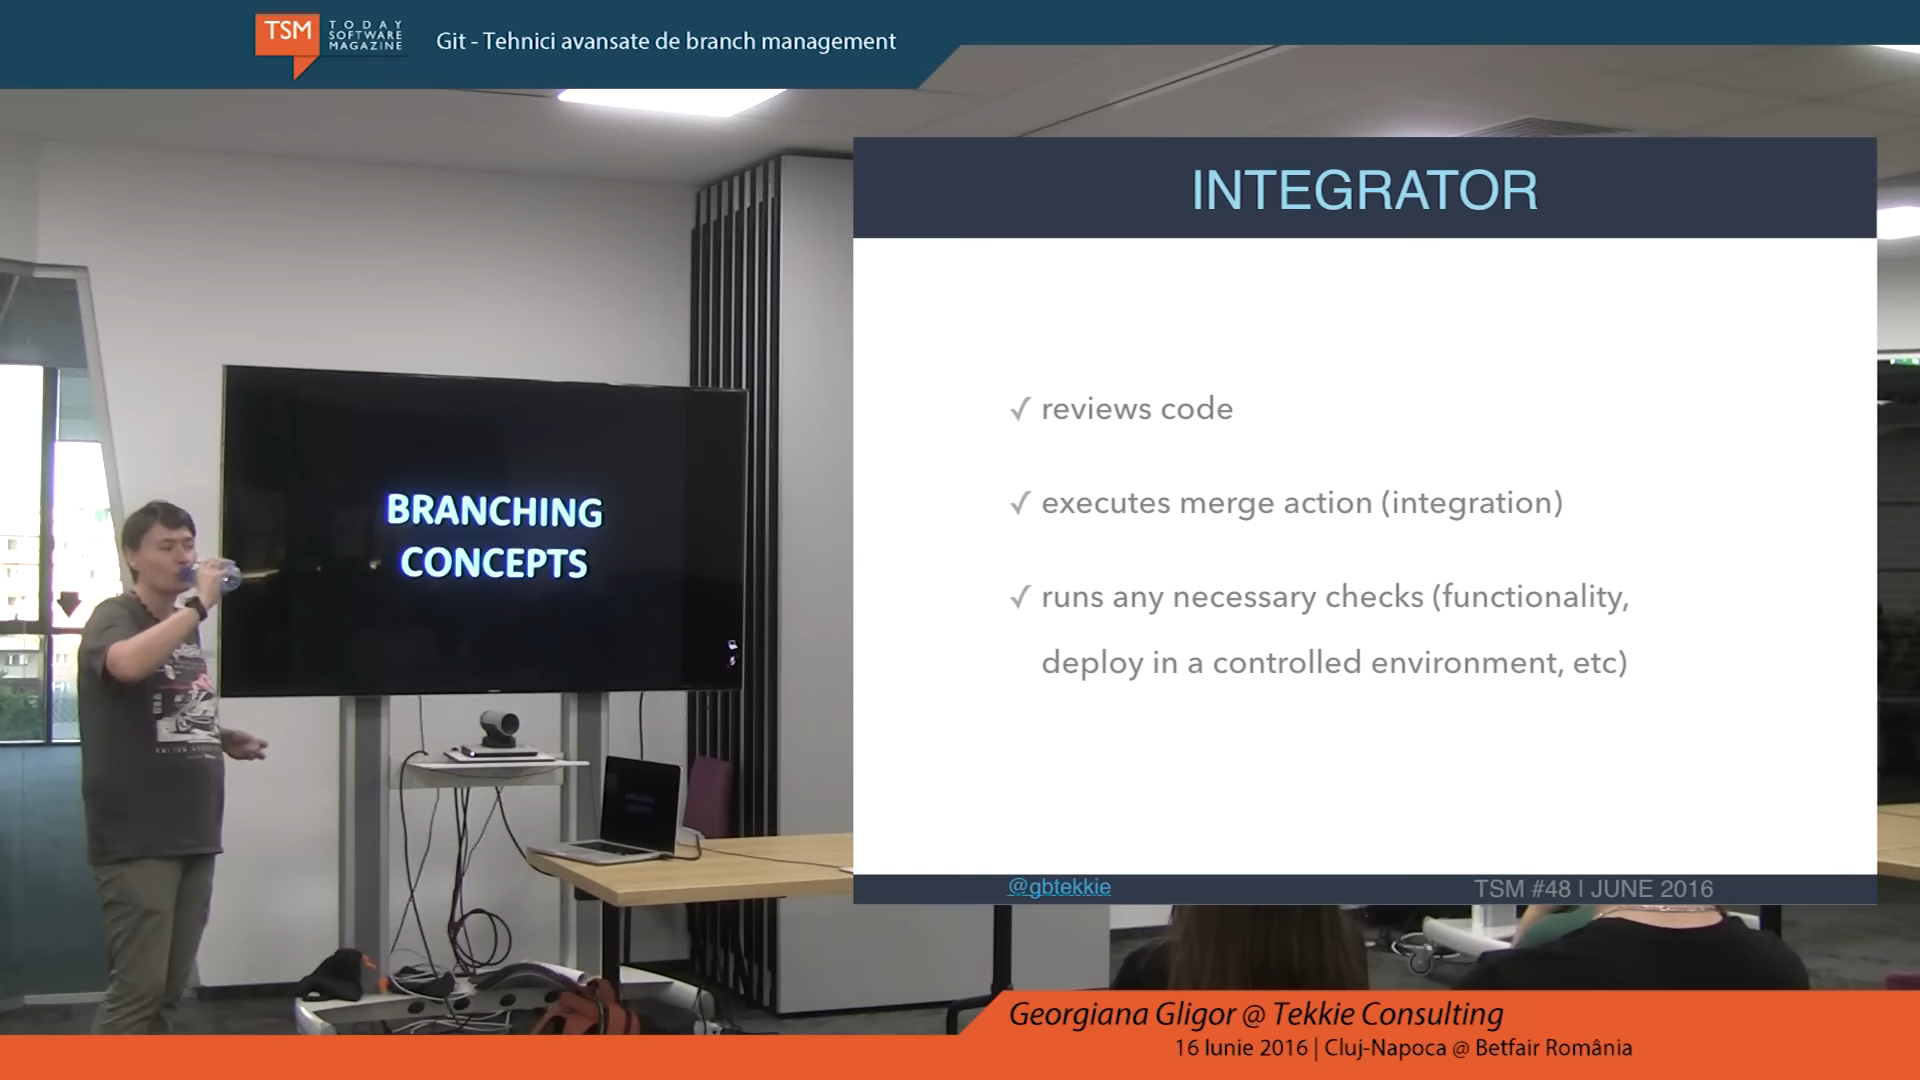 TSM
TODAY
SOFTWARE
MAGAZINE
Git - Tehnici avansate de branch management
INTEGRATOR
✓ reviews code
✓ executes merge action (integration)
✓ runs any necessary checks (functionality,
deploy in a controlled environment, etc)
@gbtekkie
TSM #48 | JUNE 2016
BRANCHING
CONCEPTS
Georgiana Gligor @ Tekkie Consulting
16 Iunie 2016 | Cluj-Napoca @ Betfair România